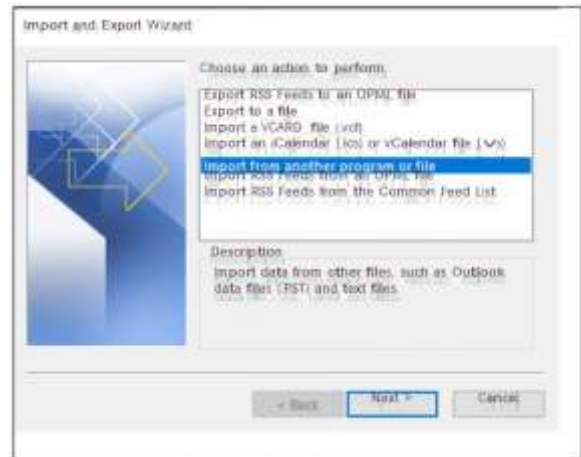 Import and Export Wizard
Choose an action to perform:
Export RSS Feeds to an OPML file
Export to a file
Import a VCARD file (.vcf)
Import an iCalendar (.ics) or vCalendar file (.vcs)
Import from another program or file
Import RSS Feeds from an OPML file
Import RSS Feeds from the Common Feed List
Description
Import data from other files, such as Outlook
data files (.PST) and text files.
< Back
Next >
Cancel